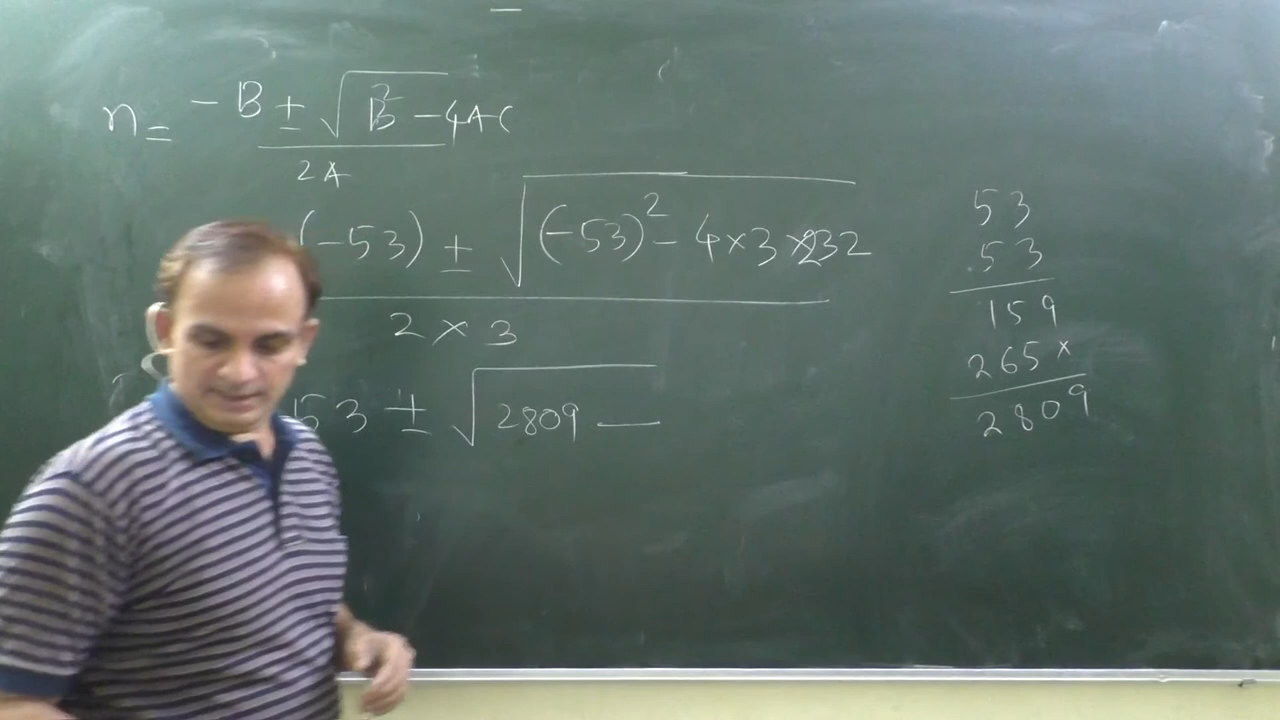 n = -B ± √B² - 4AC
2A
(-53) ± √(-53)² - 4×3×232
2 × 3
53 ± √2809 —
53
53
159
265×
2809